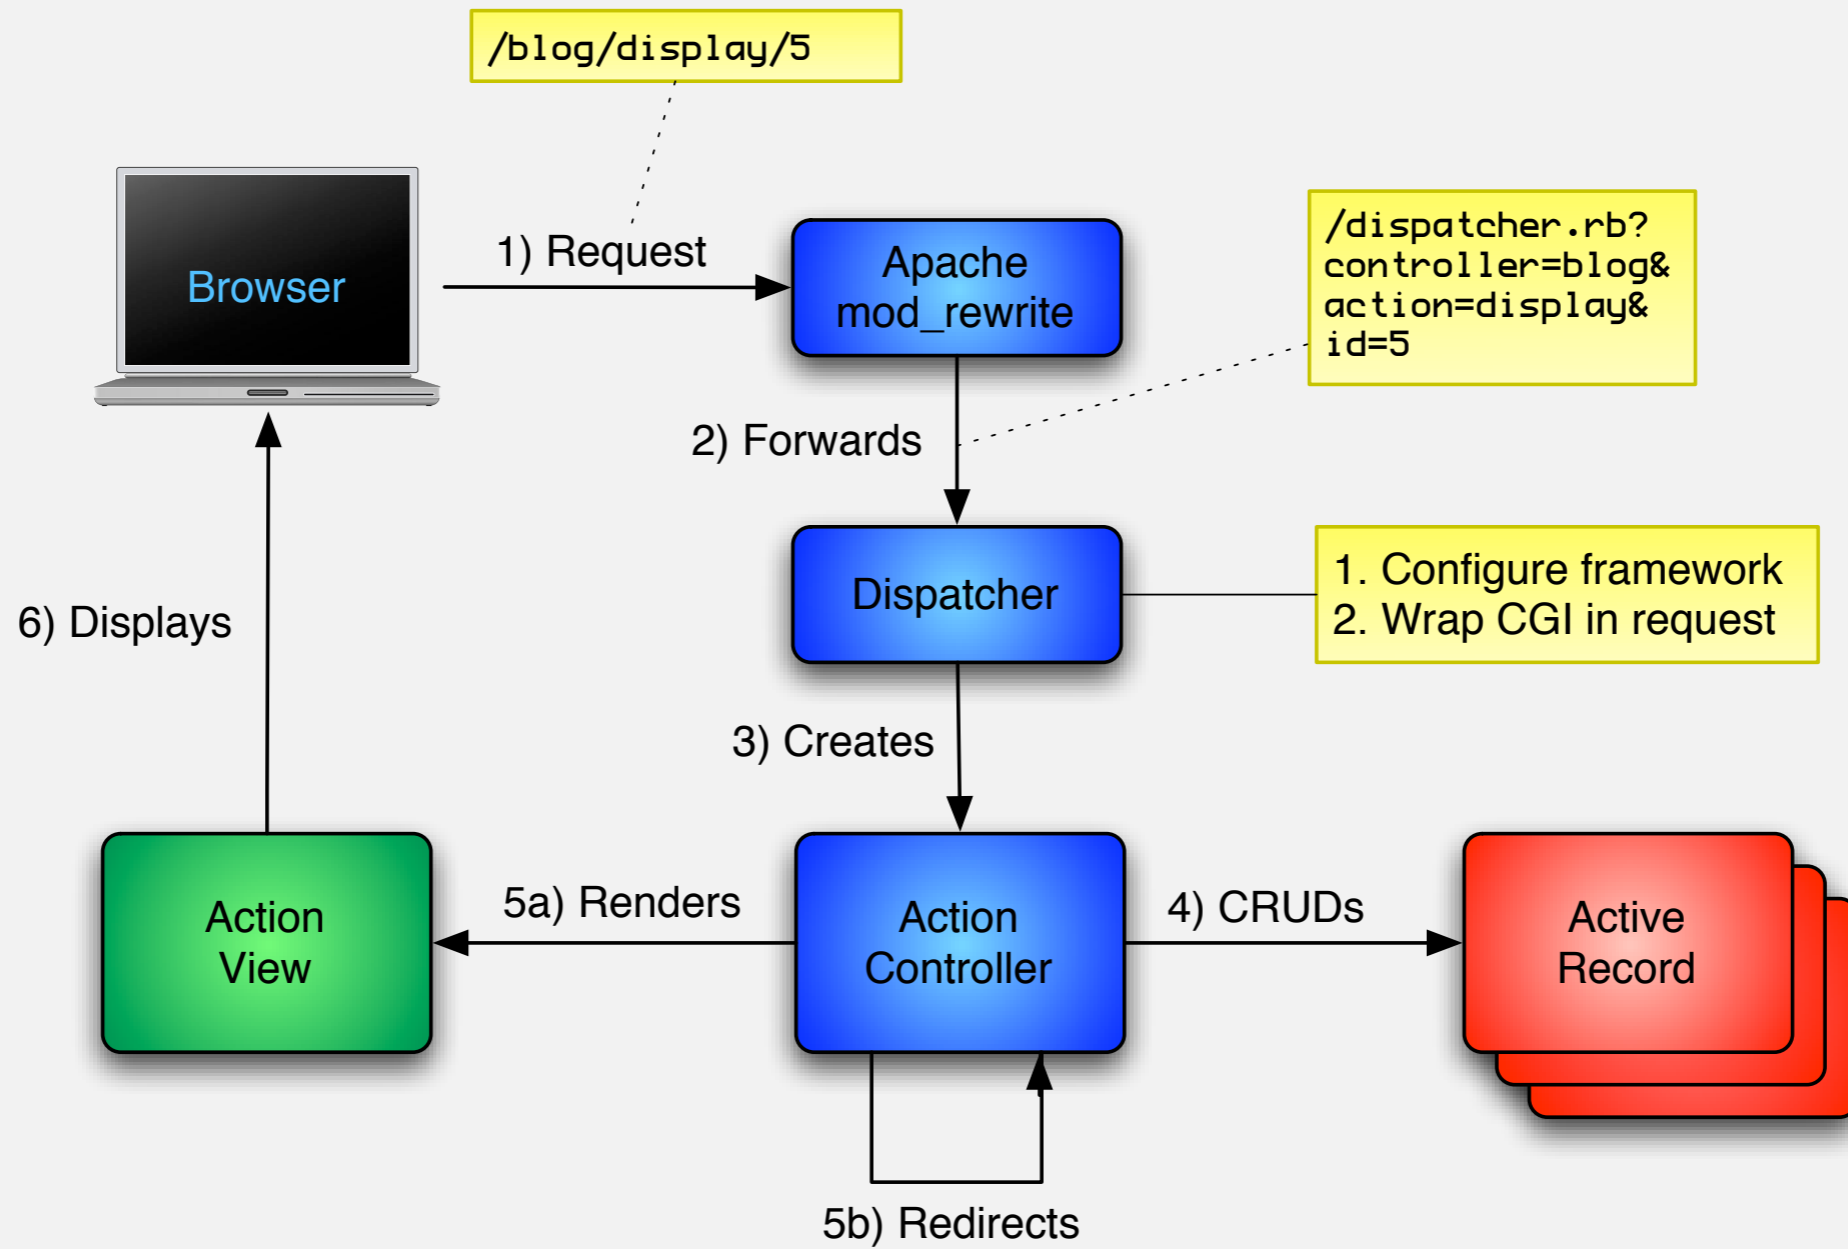 /blog/display/5
Browser
1) Request
Apache
mod_rewrite
/dispatcher.rb?
controller=blog&
action=display&
id=5
2) Forwards
Dispatcher
1. Configure framework
2. Wrap CGI in request
6) Displays
3) Creates
Action
View
5a) Renders
Action
Controller
4) CRUDs
Active
Record
5b) Redirects